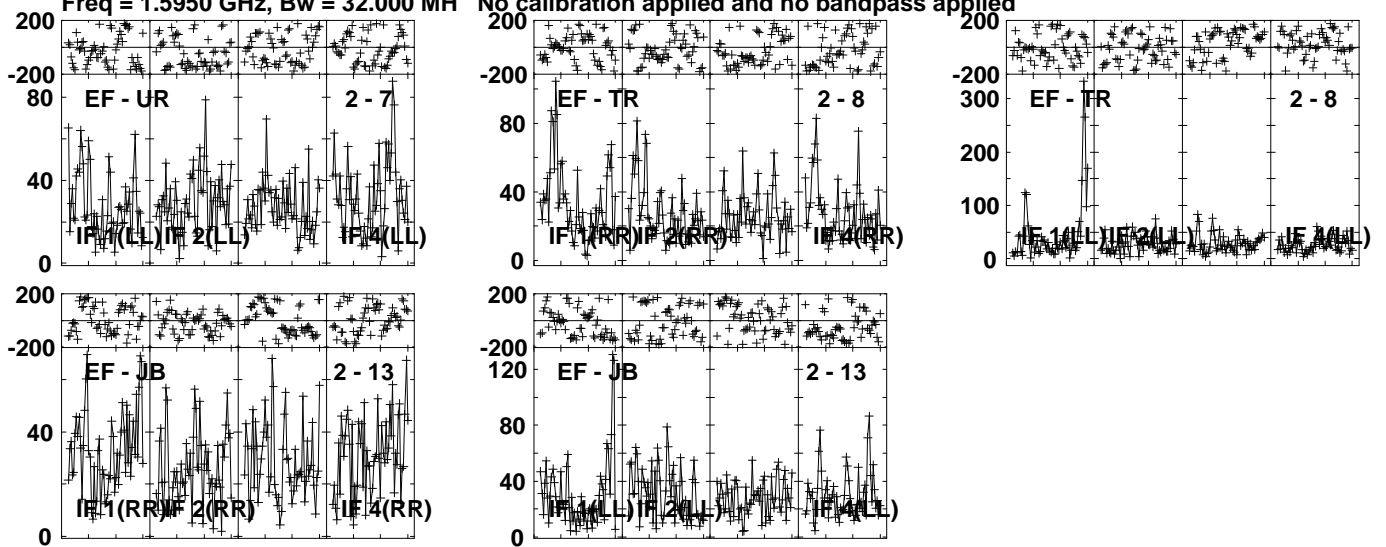 Freq = 1.5950 GHz, Bw = 32.000 MH No calibration applied and no bandpass applied
200
-200
EF - UR 2 - 7
80
40
IF 1(LL) IF 2(LL) IF 4(LL)
0
200
-200
EF - TR 2 - 8
80
40
IF 1(RR) IF 2(RR) IF 4(RR)
0
200
-200
EF - TR 2 - 8
300
200
100
IF 1(LL) IF 2(LL) IF 4(LL)
0
200
-200
EF - JB 2 - 13
40
IF 1(RR) IF 2(RR) IF 4(RR)
0
200
-200
EF - JB 2 - 13
120
80
40
IF 1(LL) IF 2(LL) IF 4(LL)
0